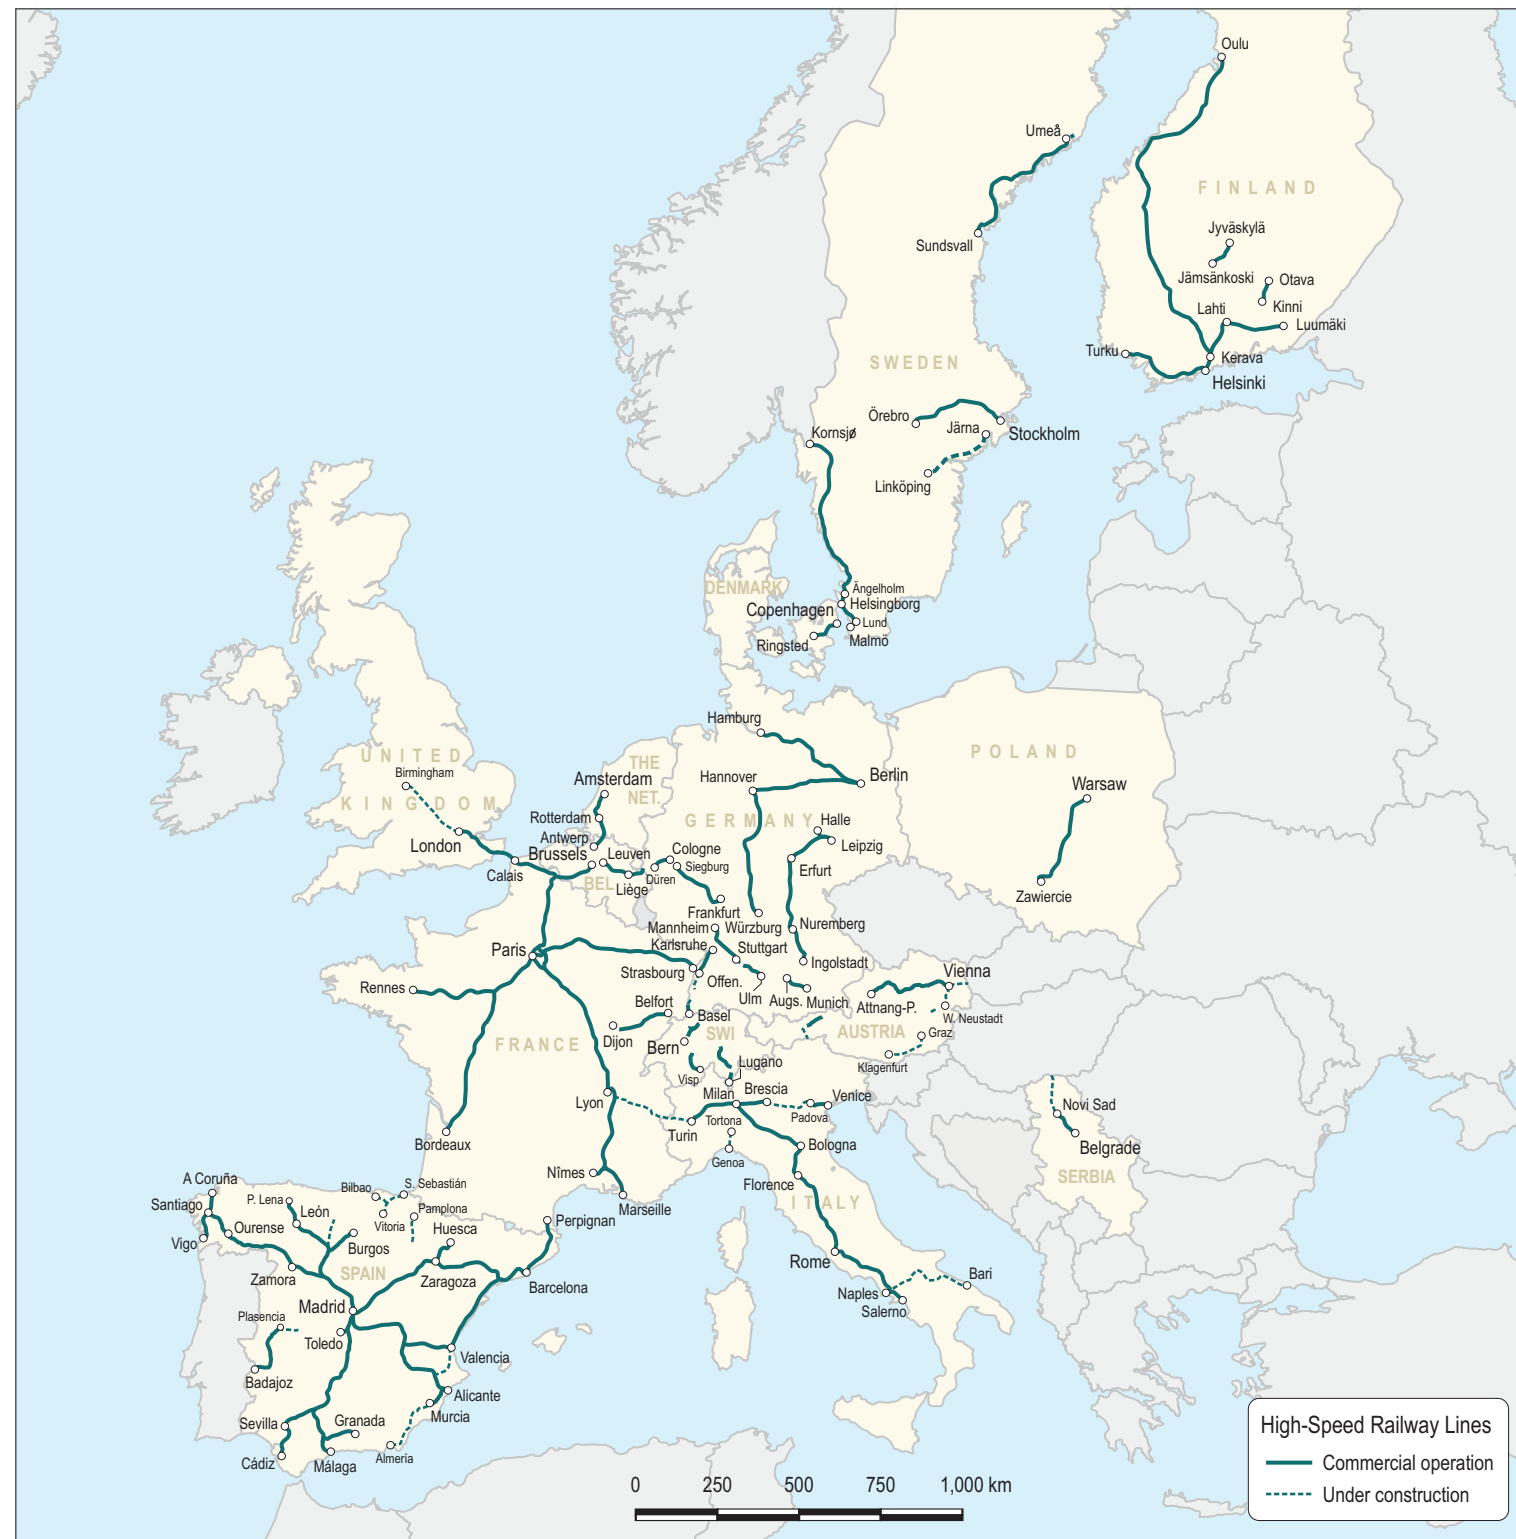 Oulu
Umeå
FINLAND
Jyväskylä
Sundsvall
Jämsänkoski
Otava
Kinni
Lahti
Luumäki
Turku
Kerava
SWEDEN
Helsinki
Örebro
Järna
Stockholm
Kornsjø
Linköping
DENMARK
Ängelholm
Copenhagen
Helsingborg
Lund
Ringsted
Malmö
Hamburg
UNITED
KINGDOM
Birmingham
THE
NET.
Amsterdam
Hannover
Berlin
POLAND
Warsaw
Rotterdam
GERMANY
Halle
Antwerp
Leipzig
London
Brussels
Leuven
Cologne
Siegburg
Calais
BEL.
Liège
Düren
Erfurt
Zawiercie
Frankfurt
Mannheim
Würzburg
Nuremberg
Paris
Karlsruhe
Stuttgart
Strasbourg
Ingolstadt
Offen.
Vienna
Rennes
Ulm
Augs.
Munich
Attnang-P.
Belfort
Basel
W. Neustadt
Dijon
SWI
AUSTRIA
Graz
FRANCE
Bern
Klagenfurt
Lugano
Visp
Lyon
Milan
Brescia
Venice
Padova
Novi Sad
Turin
Tortona
Bordeaux
Bologna
Belgrade
Genoa
SERBIA
Nîmes
Florence
A Coruña
Bilbao
S. Sebastián
P. Lena
Santiago
León
Vitoria
Pamplona
Marseille
ITALY
Ourense
Perpignan
Vigo
Burgos
Huesca
Zamora
SPAIN
Zaragoza
Rome
Barcelona
Bari
Madrid
Naples
Plasencia
Salerno
Toledo
Valencia
Badajoz
Alicante
Murcia
Sevilla
Granada
Cádiz
Málaga
Almería
High-Speed Railway Lines
Commercial operation
Under construction
0 250 500 750 1,000 km